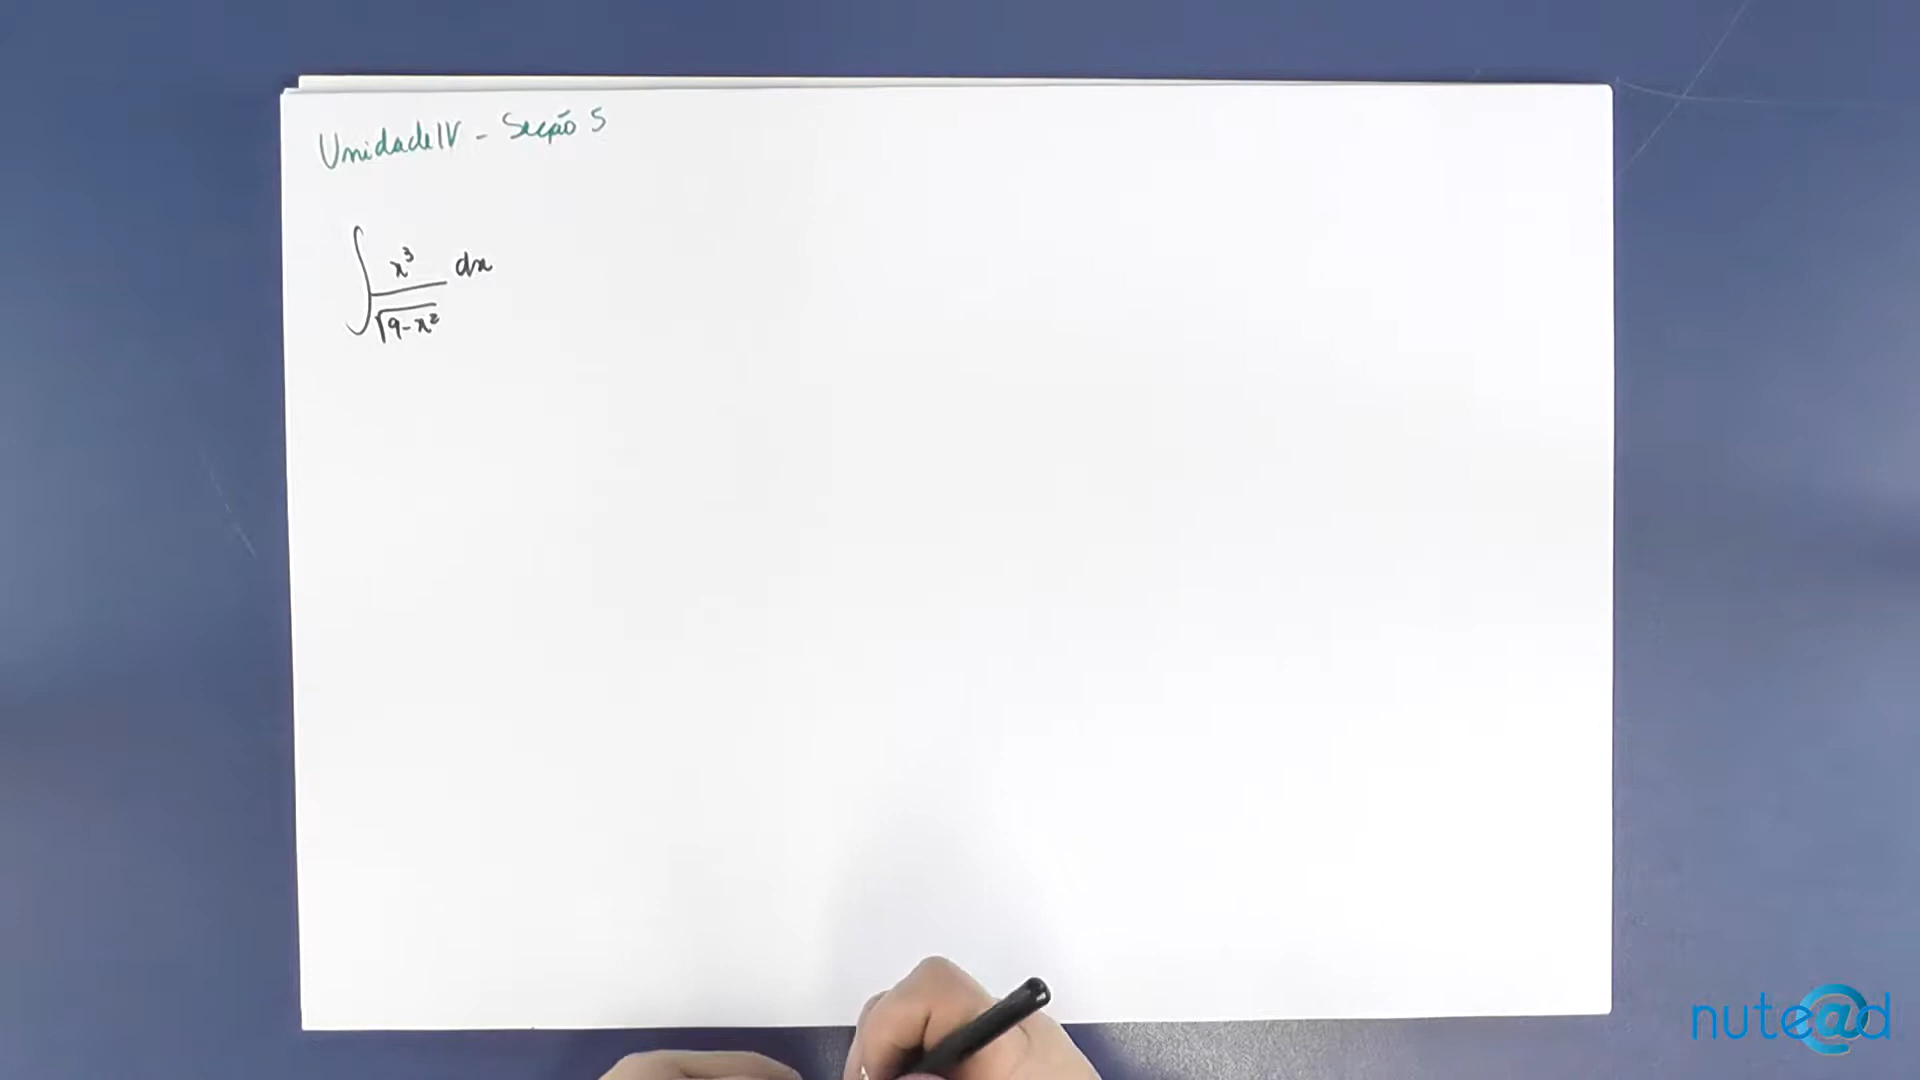 Unidade IV - Seção 5
∫ x³/√9-x² dx
nute@d